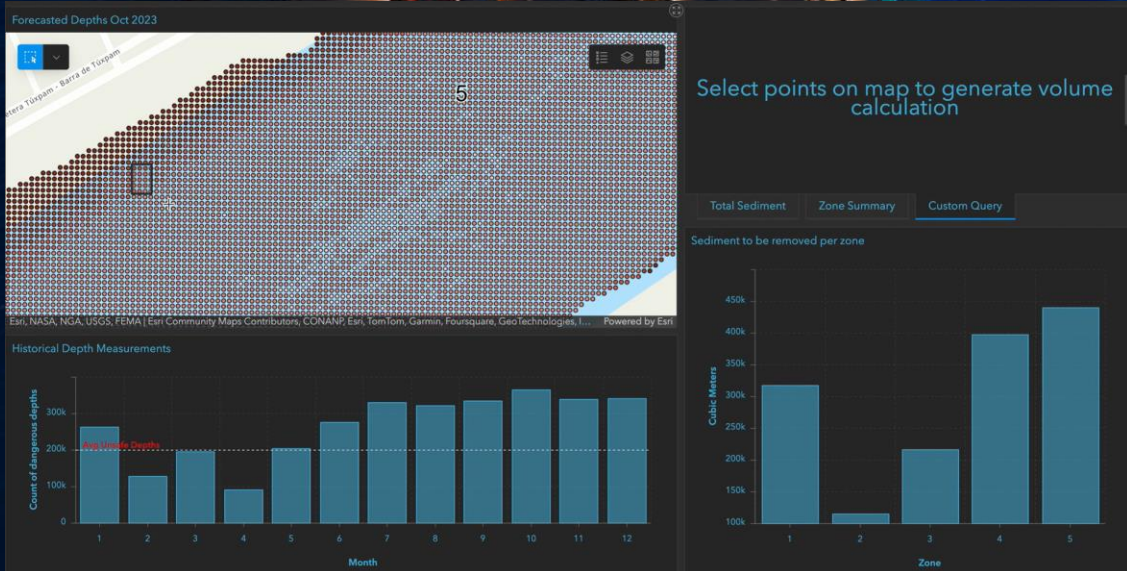 Forecasted Depths Oct 2023
etera Túxpam - Barra de Túxpam
5
Esri, NASA, NGA, USGS, FEMA | Esri Community Maps Contributors, CONANP, Esri, TomTom, Garmin, Foursquare, GeoTechnologies, I... Powered by Esri
Select points on map to generate volume
calculation
Total Sediment Zone Summary Custom Query
Historical Depth Measurements
Count of dangerous depths
300k
200k
100k
0
Avg Unsafe Depths
1 2 3 4 5 6 7 8 9 10 11 12
Month
Sediment to be removed per zone
Cubic Meters
450k
400k
350k
300k
250k
200k
150k
100k
1 2 3 4 5
Zone